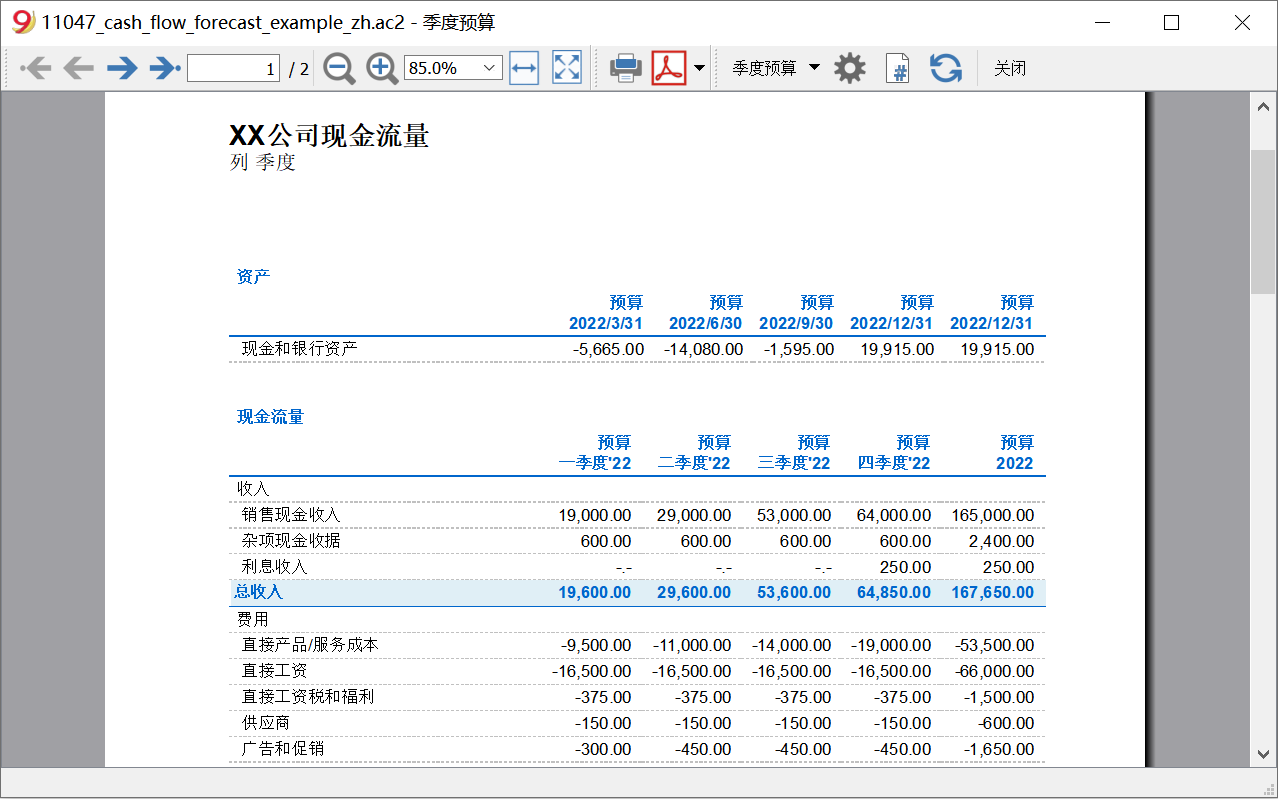 11047_cash_flow_forecast_example_zh.ac2 - 季度预算
1 / 2 85.0% 季度预算 # 关闭
XX公司现金流量
列 季度
资产
预算 预算 预算 预算 预算
2022/3/31 2022/6/30 2022/9/30 2022/12/31 2022/12/31
现金和银行资产 -5,665.00 -14,080.00 -1,595.00 19,915.00 19,915.00
现金流量
预算 预算 预算 预算 预算
一季度'22 二季度'22 三季度'22 四季度'22 2022
收入
销售现金收入 19,000.00 29,000.00 53,000.00 64,000.00 165,000.00
杂项现金收据 600.00 600.00 600.00 600.00 2,400.00
利息收入 -.- -.- -.- 250.00 250.00
总收入 19,600.00 29,600.00 53,600.00 64,850.00 167,650.00
费用
直接产品/服务成本 -9,500.00 -11,000.00 -14,000.00 -19,000.00 -53,500.00
直接工资 -16,500.00 -16,500.00 -16,500.00 -16,500.00 -66,000.00
直接工资税和福利 -375.00 -375.00 -375.00 -375.00 -1,500.00
供应商 -150.00 -150.00 -150.00 -150.00 -600.00
广告和促销 -300.00 -450.00 -450.00 -450.00 -1,650.00